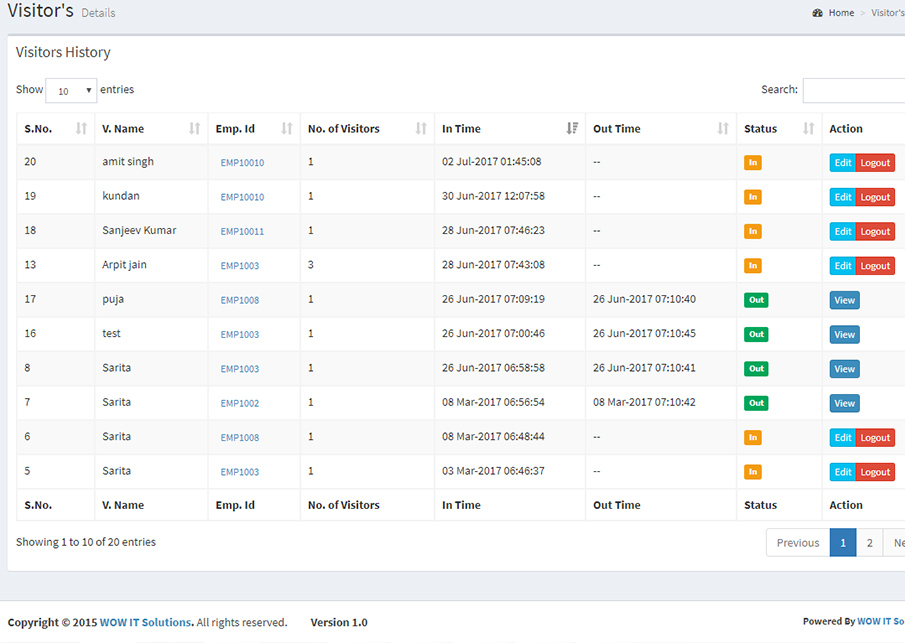 Visitor's Details Home > Visitor's
Visitors History
Show 10 entries Search:
S.No. V. Name Emp. Id No. of Visitors In Time Out Time Status Action
20 amit singh EMP10010 1 02 Jul-2017 01:45:08 -- In Edit Logout
19 kundan EMP10010 1 30 Jun-2017 12:07:58 -- In Edit Logout
18 Sanjeev Kumar EMP10011 1 28 Jun-2017 07:46:23 -- In Edit Logout
13 Arpit jain EMP1003 3 28 Jun-2017 07:43:08 -- In Edit Logout
17 puja EMP1008 1 26 Jun-2017 07:09:19 26 Jun-2017 07:10:40 Out View
16 test EMP1003 1 26 Jun-2017 07:00:46 26 Jun-2017 07:10:45 Out View
8 Sarita EMP1003 1 26 Jun-2017 06:58:58 26 Jun-2017 07:10:41 Out View
7 Sarita EMP1002 1 08 Mar-2017 06:56:54 08 Mar-2017 07:10:42 Out View
6 Sarita EMP1008 1 08 Mar-2017 06:48:44 -- In Edit Logout
5 Sarita EMP1003 1 03 Mar-2017 06:46:37 -- In Edit Logout
S.No. V. Name Emp. Id No. of Visitors In Time Out Time Status Action
Showing 1 to 10 of 20 entries
Previous 1 2 Ne
Copyright © 2015 WOW IT Solutions. All rights reserved. Version 1.0 Powered By WOW IT So